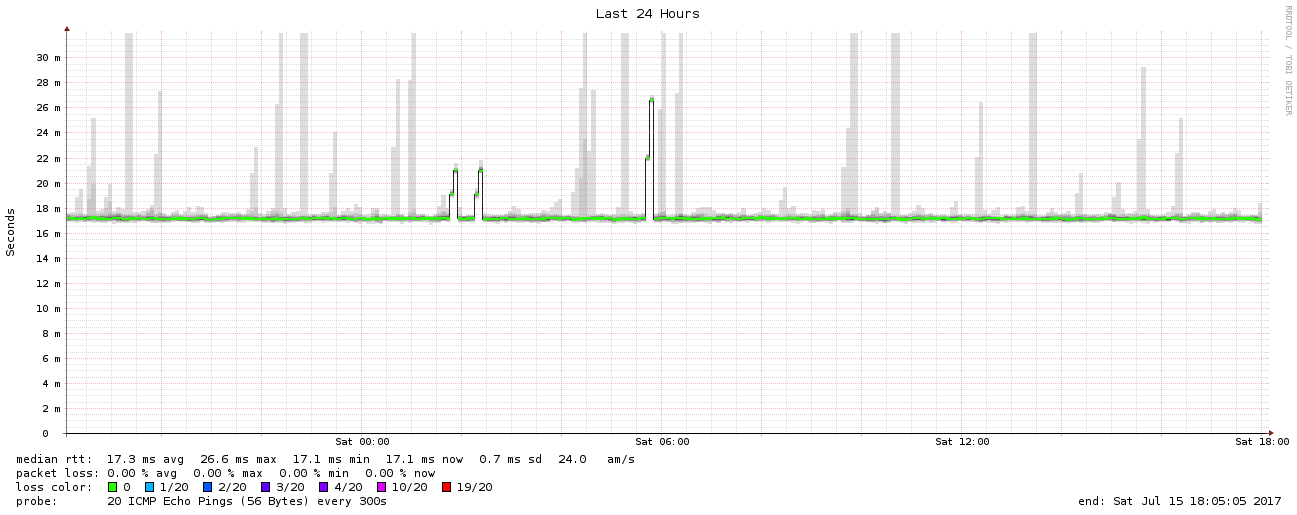 Last 24 Hours
RRDTOOL / TOBI OETIKER
Seconds
30 m
28 m
26 m
24 m
22 m
20 m
18 m
16 m
14 m
12 m
10 m
8 m
6 m
4 m
2 m
0
Sat 00:00 Sat 06:00 Sat 12:00 Sat 18:00
median rtt: 17.3 ms avg 26.6 ms max 17.1 ms min 17.1 ms now 0.7 ms sd 24.0 am/s
packet loss: 0.00 % avg 0.00 % max 0.00 % min 0.00 % now
loss color: 0 1/20 2/20 3/20 4/20 10/20 19/20
probe: 20 ICMP Echo Pings (56 Bytes) every 300s end: Sat Jul 15 18:05:05 2017